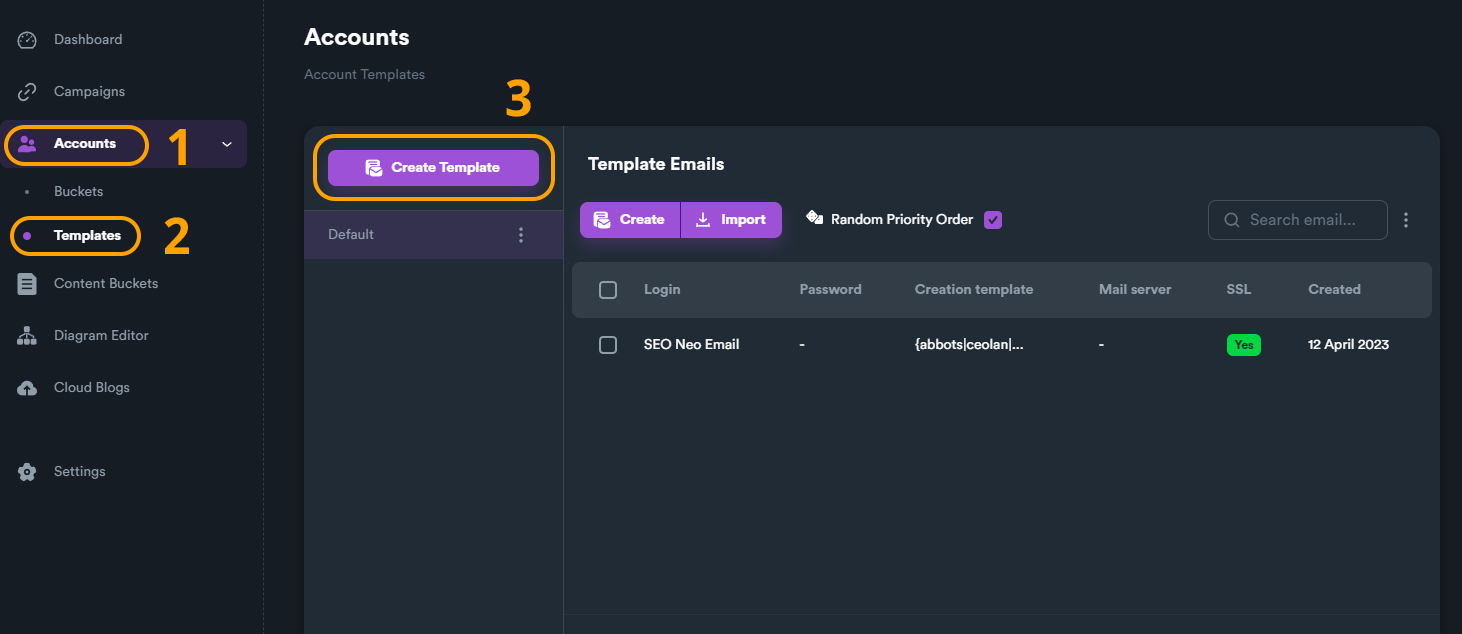 Dashboard
Campaigns
Accounts 1
Buckets
Templates 2
Content Buckets
Diagram Editor
Cloud Blogs
Settings
Accounts
Account Templates
3
Create Template
Default
Template Emails
Create Import Random Priority Order Search email...
Login Password Creation template Mail server SSL Created
SEO Neo Email - {abbots|ceolan|... - Yes 12 April 2023